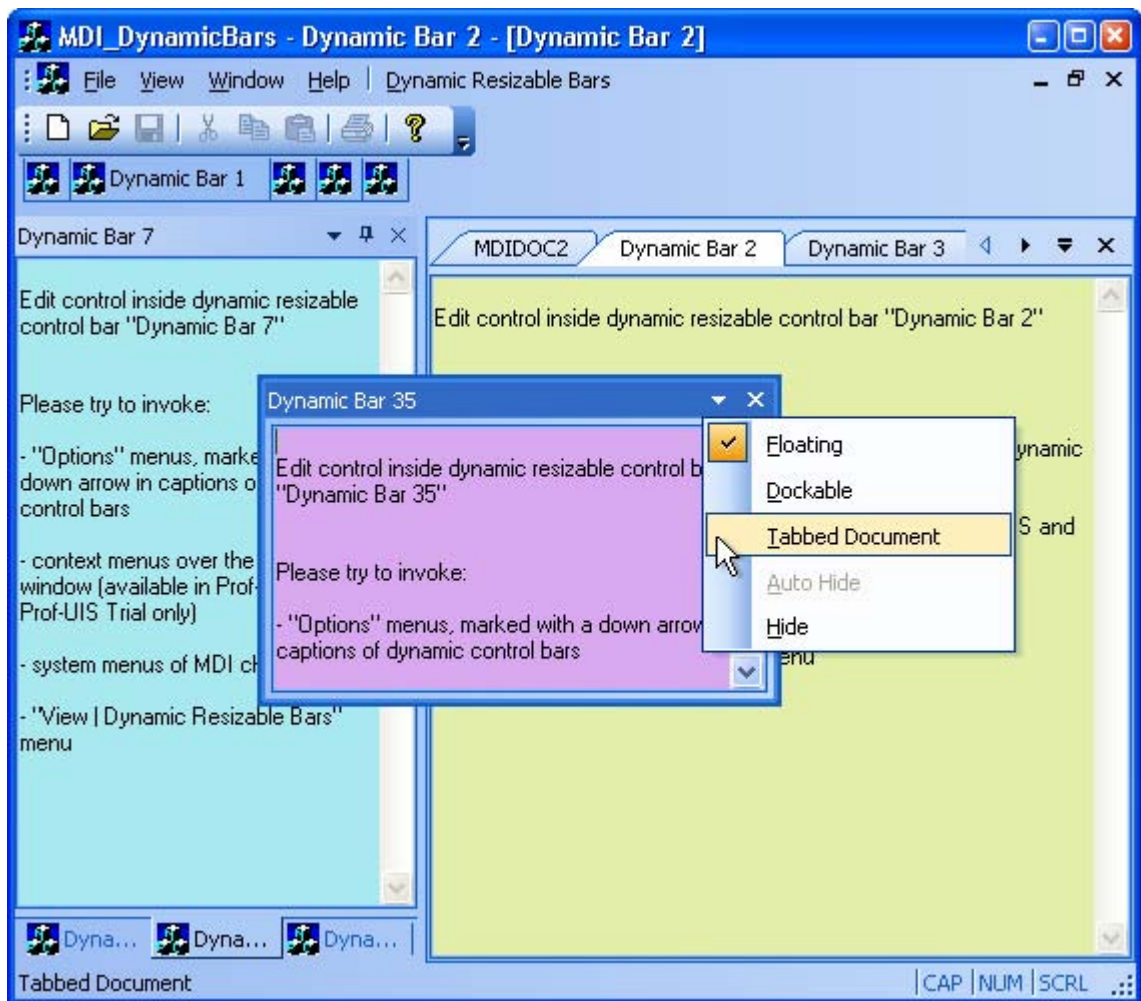 MDI_DynamicBars - Dynamic Bar 2 - [Dynamic Bar 2]
File View Window Help Dynamic Resizable Bars
Dynamic Bar 1
Dynamic Bar 7
Edit control inside dynamic resizable
control bar "Dynamic Bar 7"
Please try to invoke:
- "Options" menus, marke
down arrow in captions o
control bars
- context menus over the
window (available in Prof-
Prof-UIS Trial only)
- system menus of MDI ch
- "View | Dynamic Resizable Bars"
menu
Dyna... Dyna... Dyna...
MDIDOC2 Dynamic Bar 2 Dynamic Bar 3
Edit control inside dynamic resizable control bar "Dynamic Bar 2"
ynamic
S and
enu
Dynamic Bar 35
Edit control inside dynamic resizable control b
"Dynamic Bar 35"
Please try to invoke:
- "Options" menus, marked with a down arrow
captions of dynamic control bars
Floating
Dockable
Tabbed Document
Auto Hide
Hide
Tabbed Document
CAP NUM SCRL